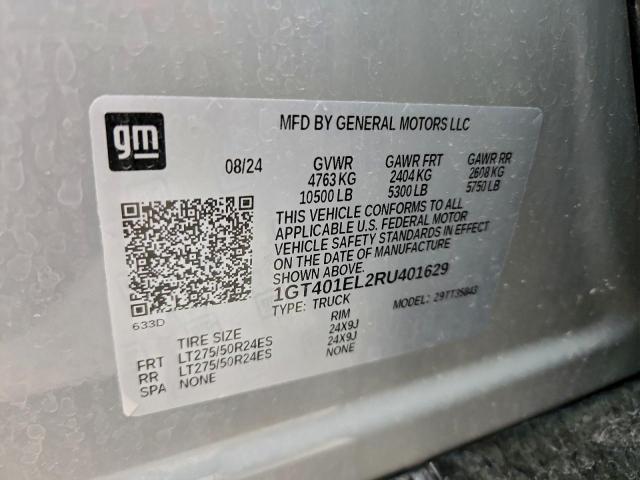 gm
MFD BY GENERAL MOTORS LLC
08/24 GVWR GAWR FRT GAWR RR
4763 KG 2404 KG 2608 KG
10500 LB 5300 LB 5750 LB
THIS VEHICLE CONFORMS TO ALL
APPLICABLE U.S. FEDERAL MOTOR
VEHICLE SAFETY STANDARDS IN EFFECT
ON THE DATE OF MANUFACTURE
SHOWN ABOVE.
1GT401EL2RU401629
TYPE: TRUCK MODEL: 29TT35843
633D
TIRE SIZE RIM
FRT LT275/50R24ES 24X9J
RR LT275/50R24ES 24X9J
SPA NONE NONE